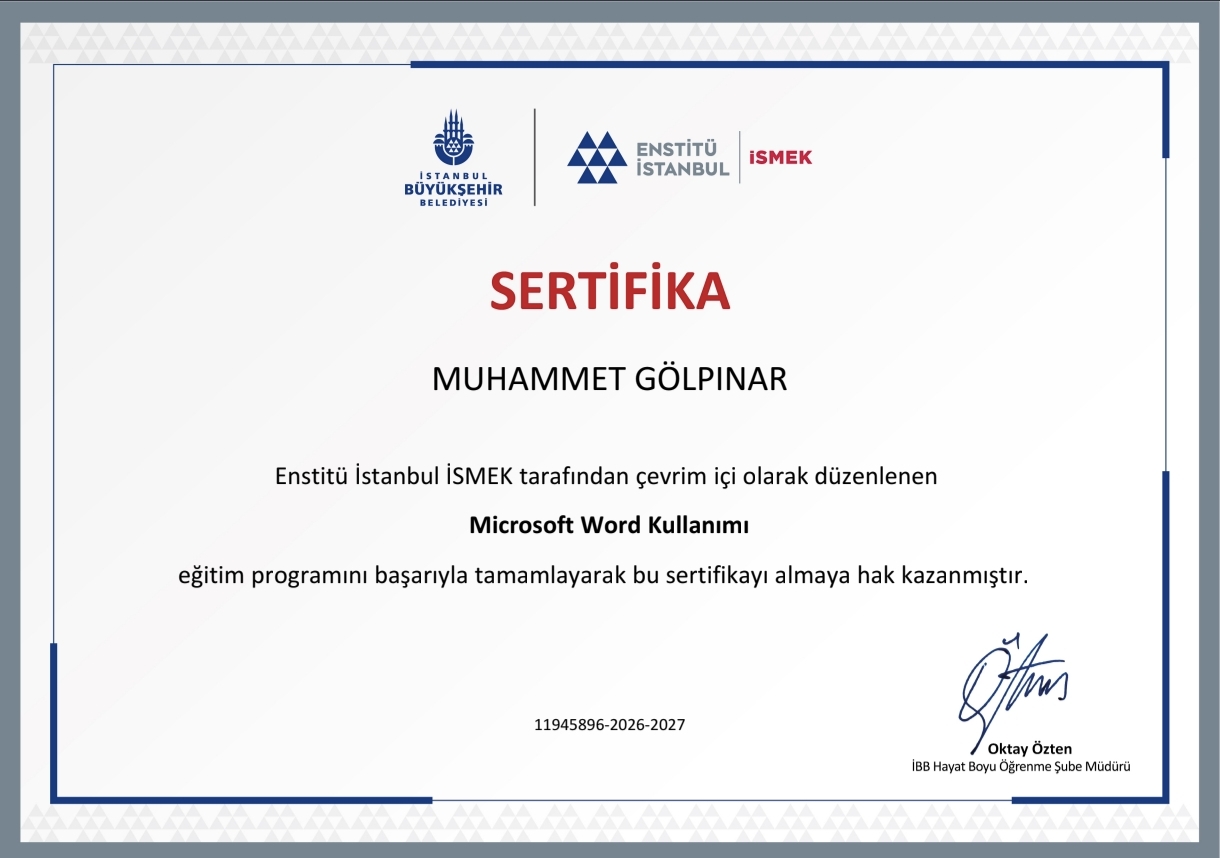 İSTANBUL
BÜYÜKŞEHİR
BELEDİYESİ
ENSTİTÜ
İSTANBUL
İSMEK
SERTİFİKA
MUHAMMET GÖLPINAR
Enstitü İstanbul İSMEK tarafından çevrim içi olarak düzenlenen
Microsoft Word Kullanımı
eğitim programını başarıyla tamamlayarak bu sertifikayı almaya hak kazanmıştır.
11945896-2026-2027
Oktay Özten
İBB Hayat Boyu Öğrenme Şube Müdürü